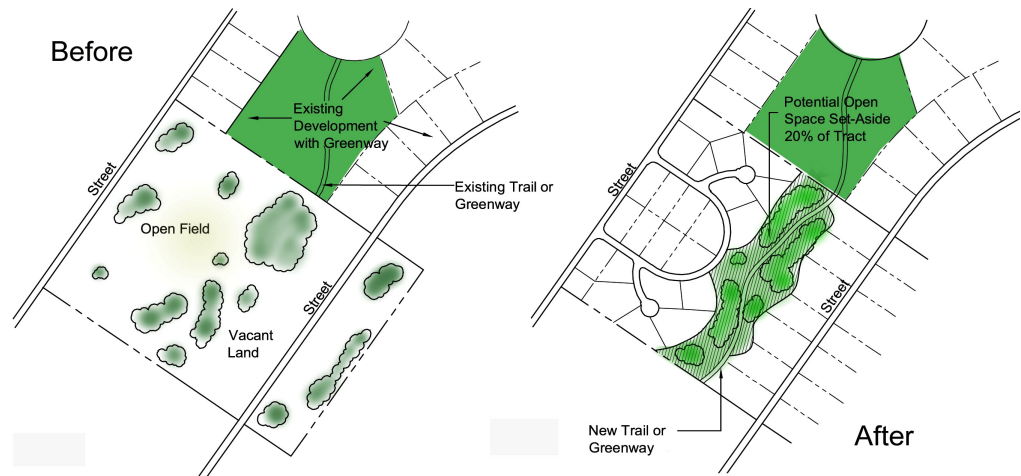 Before
Existing
Development
with Greenway
Street
Existing Trail or
Greenway
Open Field
Street
Vacant
Land
Potential Open
Space Set-Aside
20% of Tract
Street
Street
New Trail or
Greenway
After